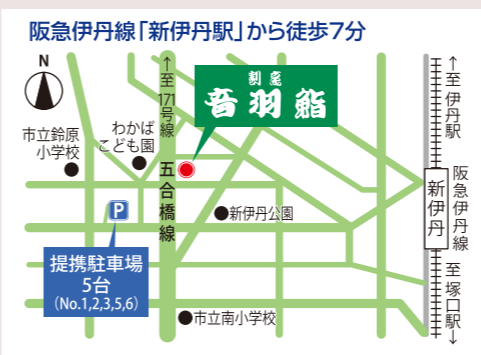 阪急伊丹線「新伊丹駅」から徒歩7分
N
↑至171号線
割烹
音羽鮨
↑至伊丹駅
市立鈴原
小学校
わかば
こども園
五合橋線
阪急伊丹線
新伊丹
P
●新伊丹公園
提携駐車場
5台
(No.1,2,3,5,6)
至塚口駅↓
●市立南小学校